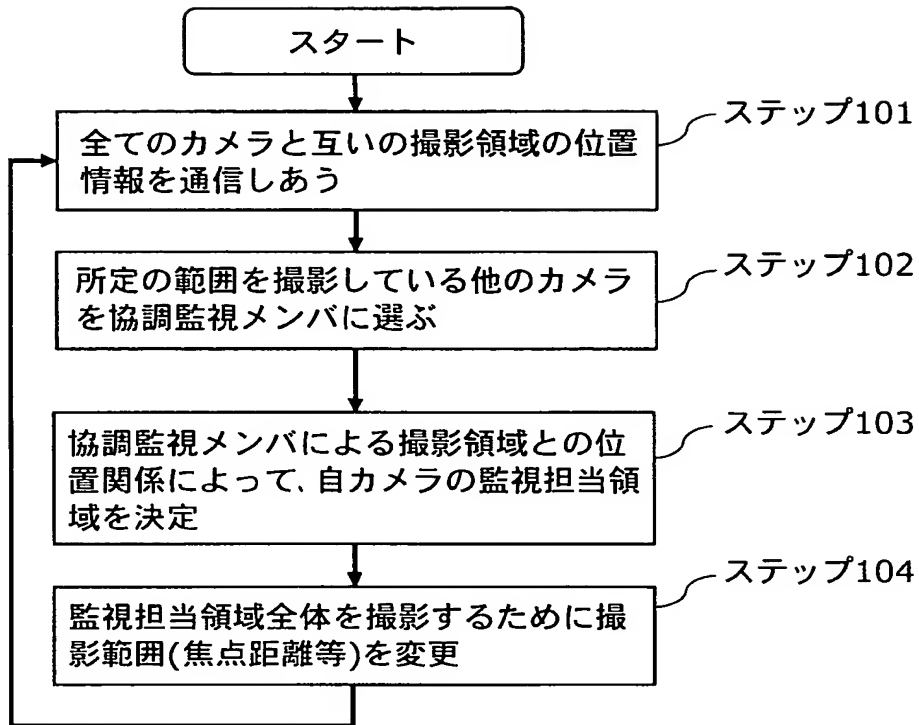 スタート
ステップ101
全てのカメラと互いの撮影領域の位置
情報を通信しあう
ステップ102
所定の範囲を撮影している他のカメラ
を協調監視メンバに選ぶ
ステップ103
協調監視メンバによる撮影領域との位
置関係によって、自カメラの監視担当領
域を決定
ステップ104
監視担当領域全体を撮影するために撮
影範囲(焦点距離等)を変更